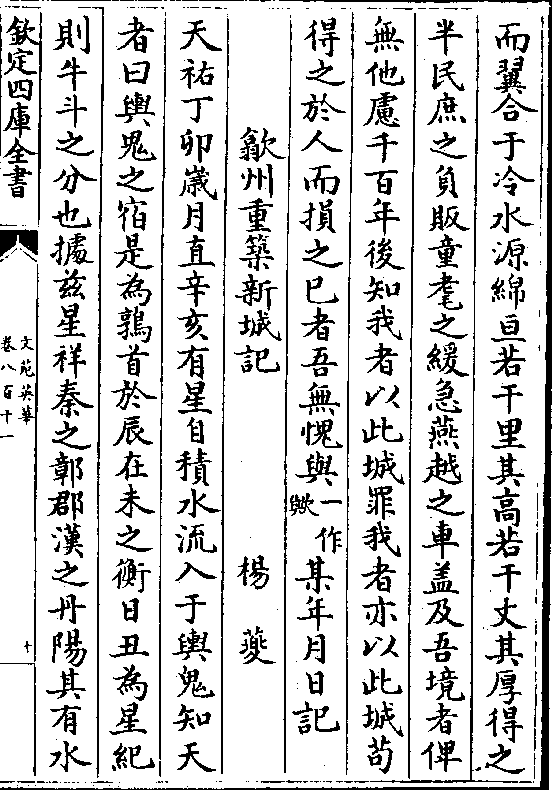 而翼合于冷水源綿亘若干里其高若干丈其厚得之
半民庶之負販童耄之緩急燕越之車盖及吾境者俾
無他慮千百年後知我者以此城罪我者亦以此城苟
得之於人而損之巳者吾無愧與一作歟某年月日記
歙州重築新城記 楊夔
天祐丁卯歳月直辛亥有星自積水流入于輿鬼知天
者曰輿鬼之宿是為鶉首於辰在未之衝日丑為星紀
則牛斗之分也據兹星祥秦之鄣郡漢之丹陽其有水
欽定四庫全書
文苑英華
卷八百十一
十